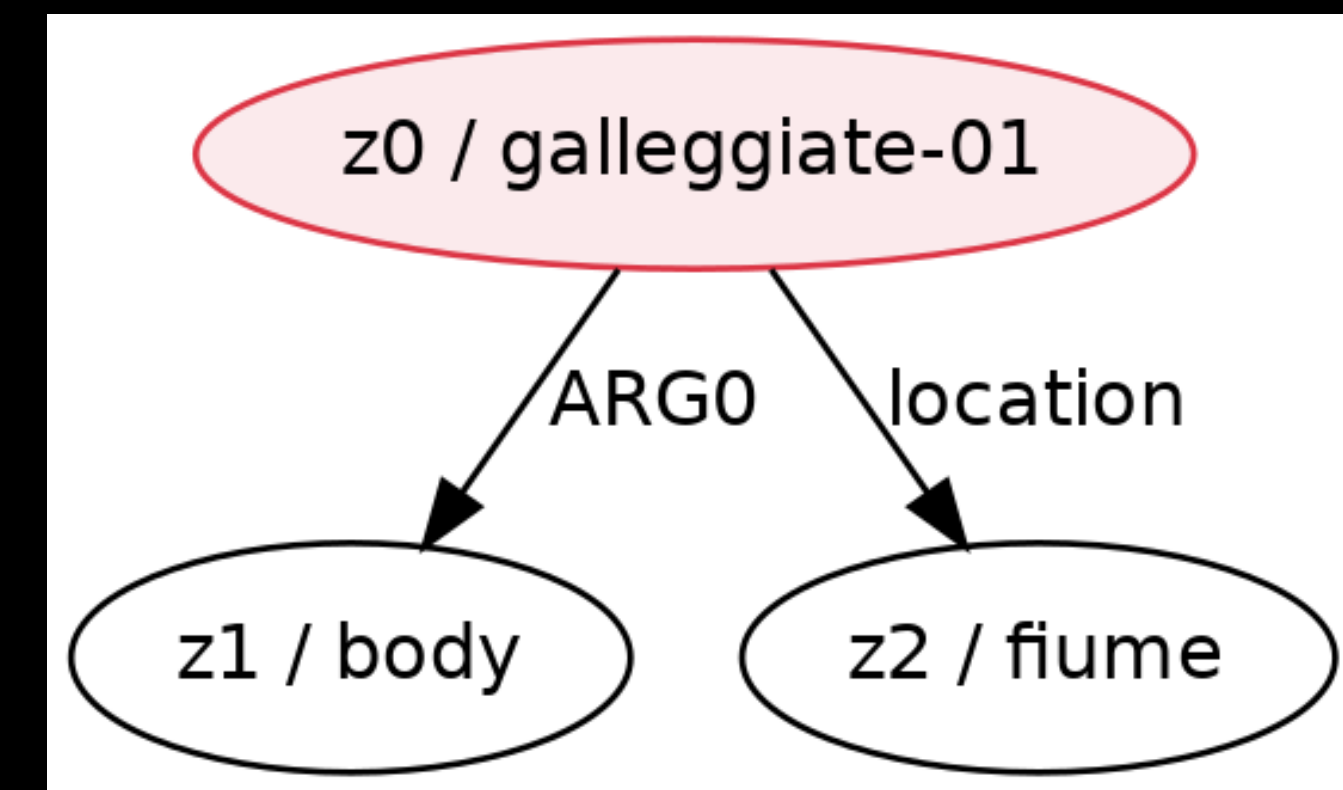 z0 / galleggiate-01
ARG0
location
z1 / body
z2 / fiume